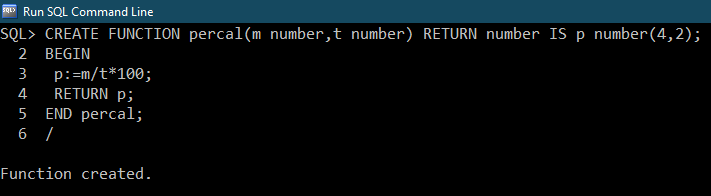 Run SQL Command Line
SQL> CREATE FUNCTION percal(m number,t number) RETURN number IS p number(4,2);
2 BEGIN
3 p:=m/t*100;
4 RETURN p;
5 END percal;
6 /
Function created.